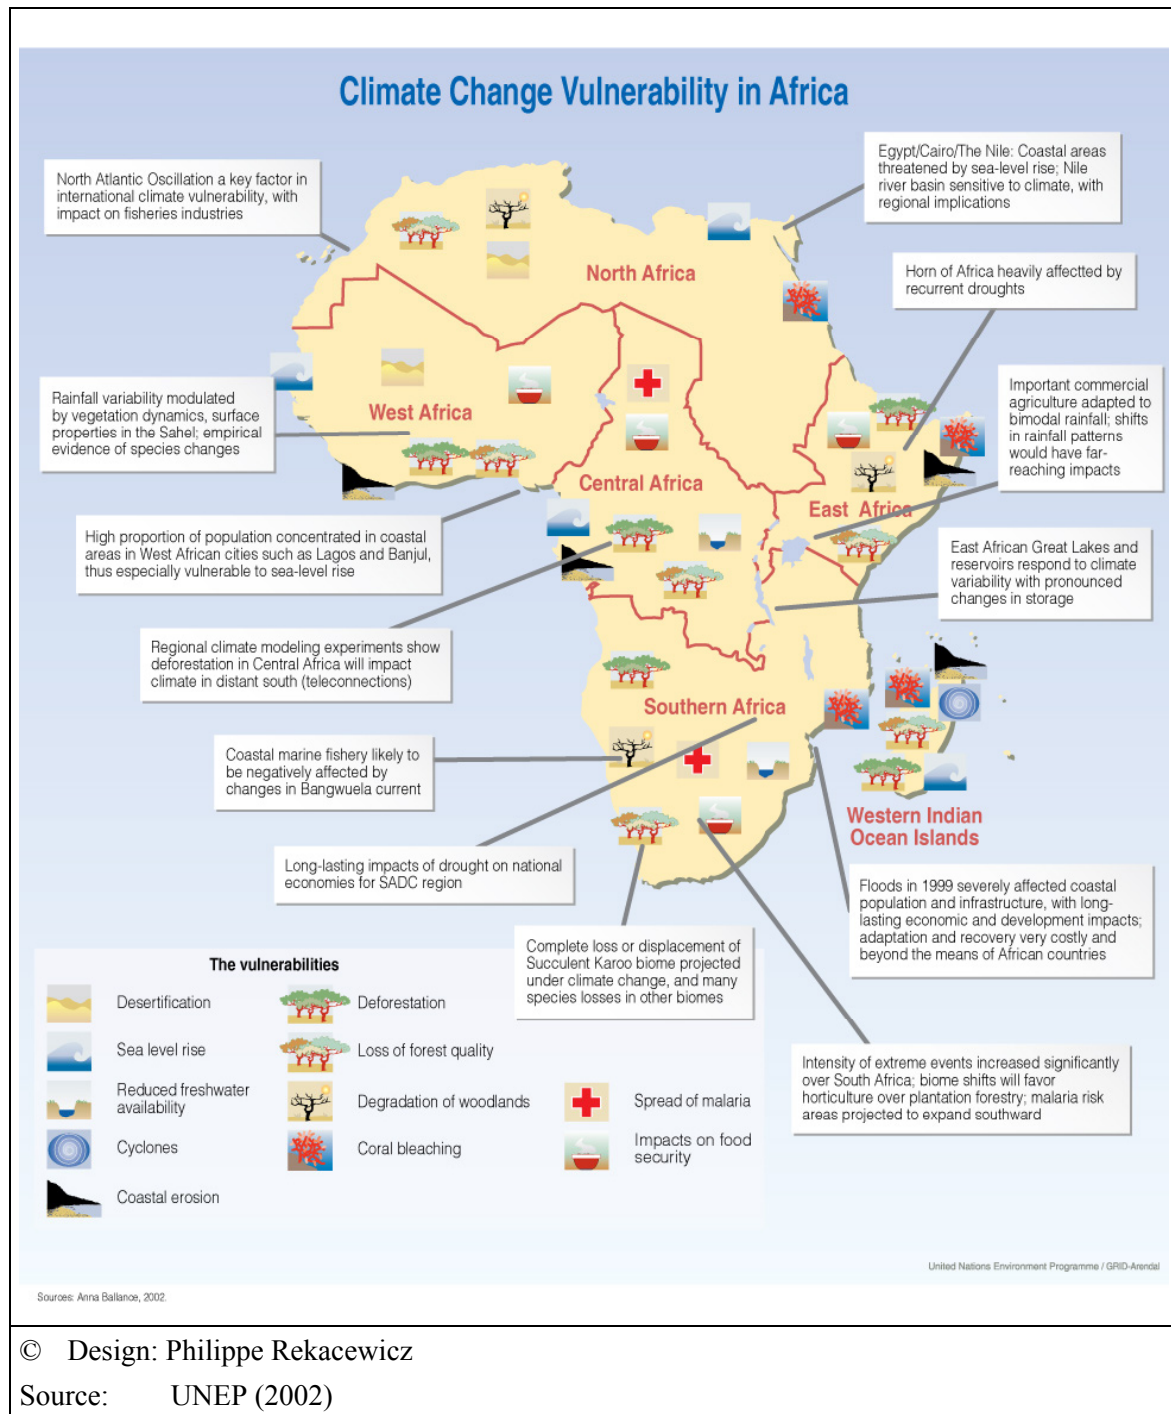 Climate Change Vulnerability in Africa
North Atlantic Oscillation a key factor in
international climate vulnerability, with
impact on fisheries industries
Egypt/Cairo/The Nile: Coastal areas
threatened by sea-level rise; Nile
river basin sensitive to climate, with
regional implications
North Africa
Horn of Africa heavily affectted by
recurrent droughts
Rainfall variability modulated
by vegetation dynamics, surface
properties in the Sahel; empirical
evidence of species changes
West Africa
Important commercial
agriculture adapted to
bimodal rainfall; shifts
in rainfall patterns
would have far-
reaching impacts
Central Africa
East Africa
High proportion of population concentrated in coastal
areas in West African cities such as Lagos and Banjul,
thus especially vulnerable to sea-level rise
East African Great Lakes and
reservoirs respond to climate
variability with pronounced
changes in storage
Regional climate modeling experiments show
deforestation in Central Africa will impact
climate in distant south (teleconnections)
Southern Africa
Coastal marine fishery likely to
be negatively affected by
changes in Bangwuela current
Western Indian
Ocean Islands
Long-lasting impacts of drought on national
economies for SADC region
Floods in 1999 severely affected coastal
population and infrastructure, with long-
lasting economic and development impacts;
adaptation and recovery very costly and
beyond the means of African countries
Complete loss or displacement of
Succulent Karoo biome projected
under climate change, and many
species losses in other biomes
Intensity of extreme events increased significantly
over South Africa; biome shifts will favor
horticulture over plantation forestry; malaria risk
areas projected to expand southward
The vulnerabilities
Desertification
Sea level rise
Reduced freshwater
availability
Cyclones
Coastal erosion
Deforestation
Loss of forest quality
Degradation of woodlands
Coral bleaching
Spread of malaria
Impacts on food
security
United Nations Environment Programme / GRID-Arendal
Sources: Anna Ballance, 2002.
© Design: Philippe Rekacewicz
Source: UNEP (2002)